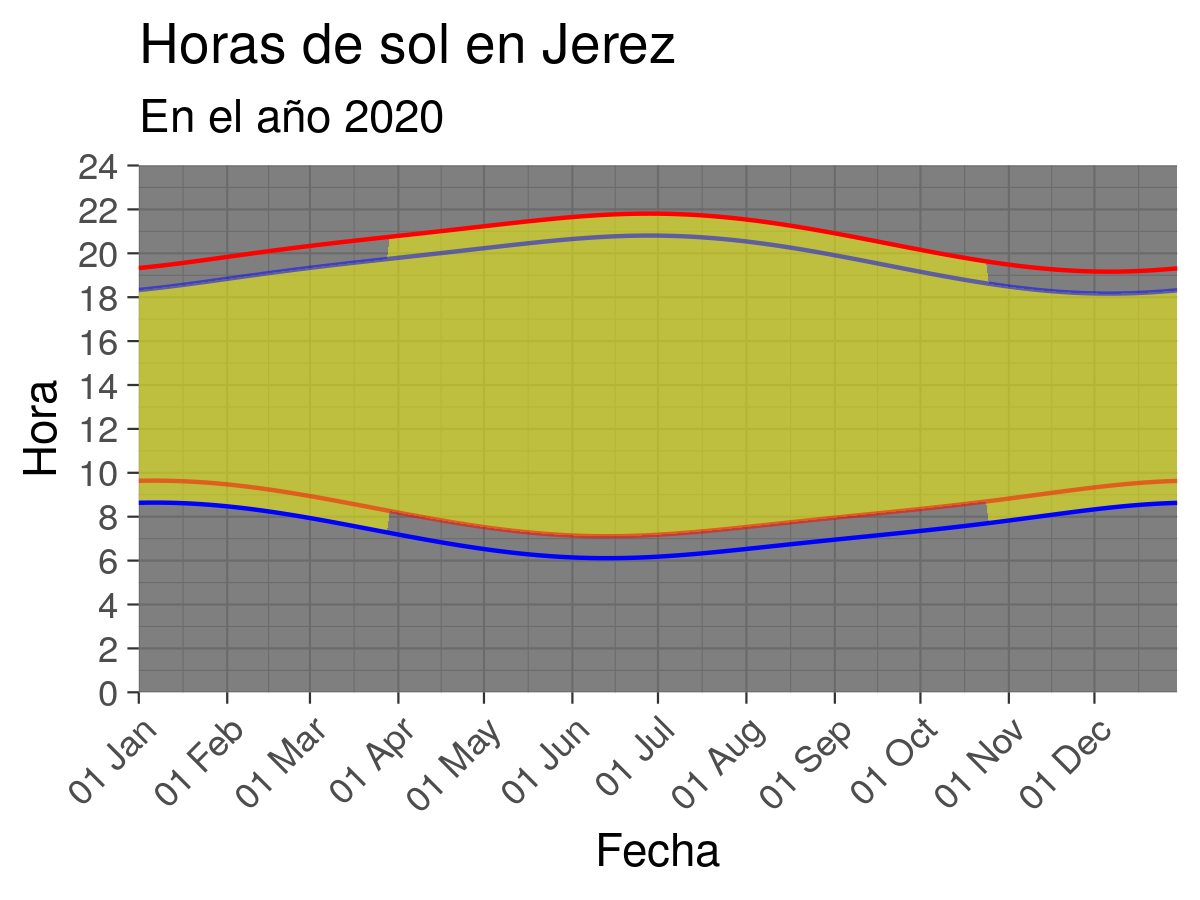 Horas de sol en Jerez
En el año 2020
24
22
20
18
16
14
12
10
8
6
4
2
0
Hora
01 Jan
01 Feb
01 Mar
01 Apr
01 May
01 Jun
01 Jul
01 Aug
01 Sep
01 Oct
01 Nov
01 Dec
Fecha